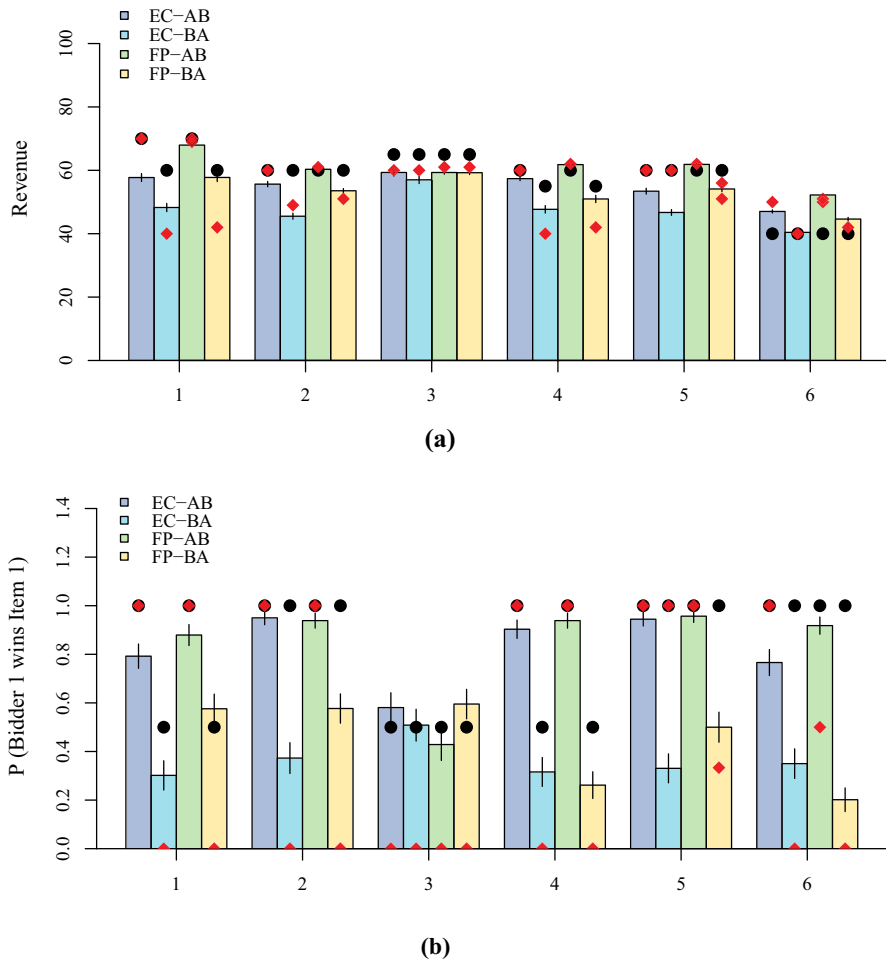 EC−AB
EC−BA
FP−AB
FP−BA
Revenue
100
80
60
40
20
0
1 2 3 4 5 6
(a)
EC−AB
EC−BA
FP−AB
FP−BA
P (Bidder 1 wins Item 1)
1.4
1.2
1.0
0.8
0.6
0.4
0.2
0.0
1 2 3 4 5 6
(b)